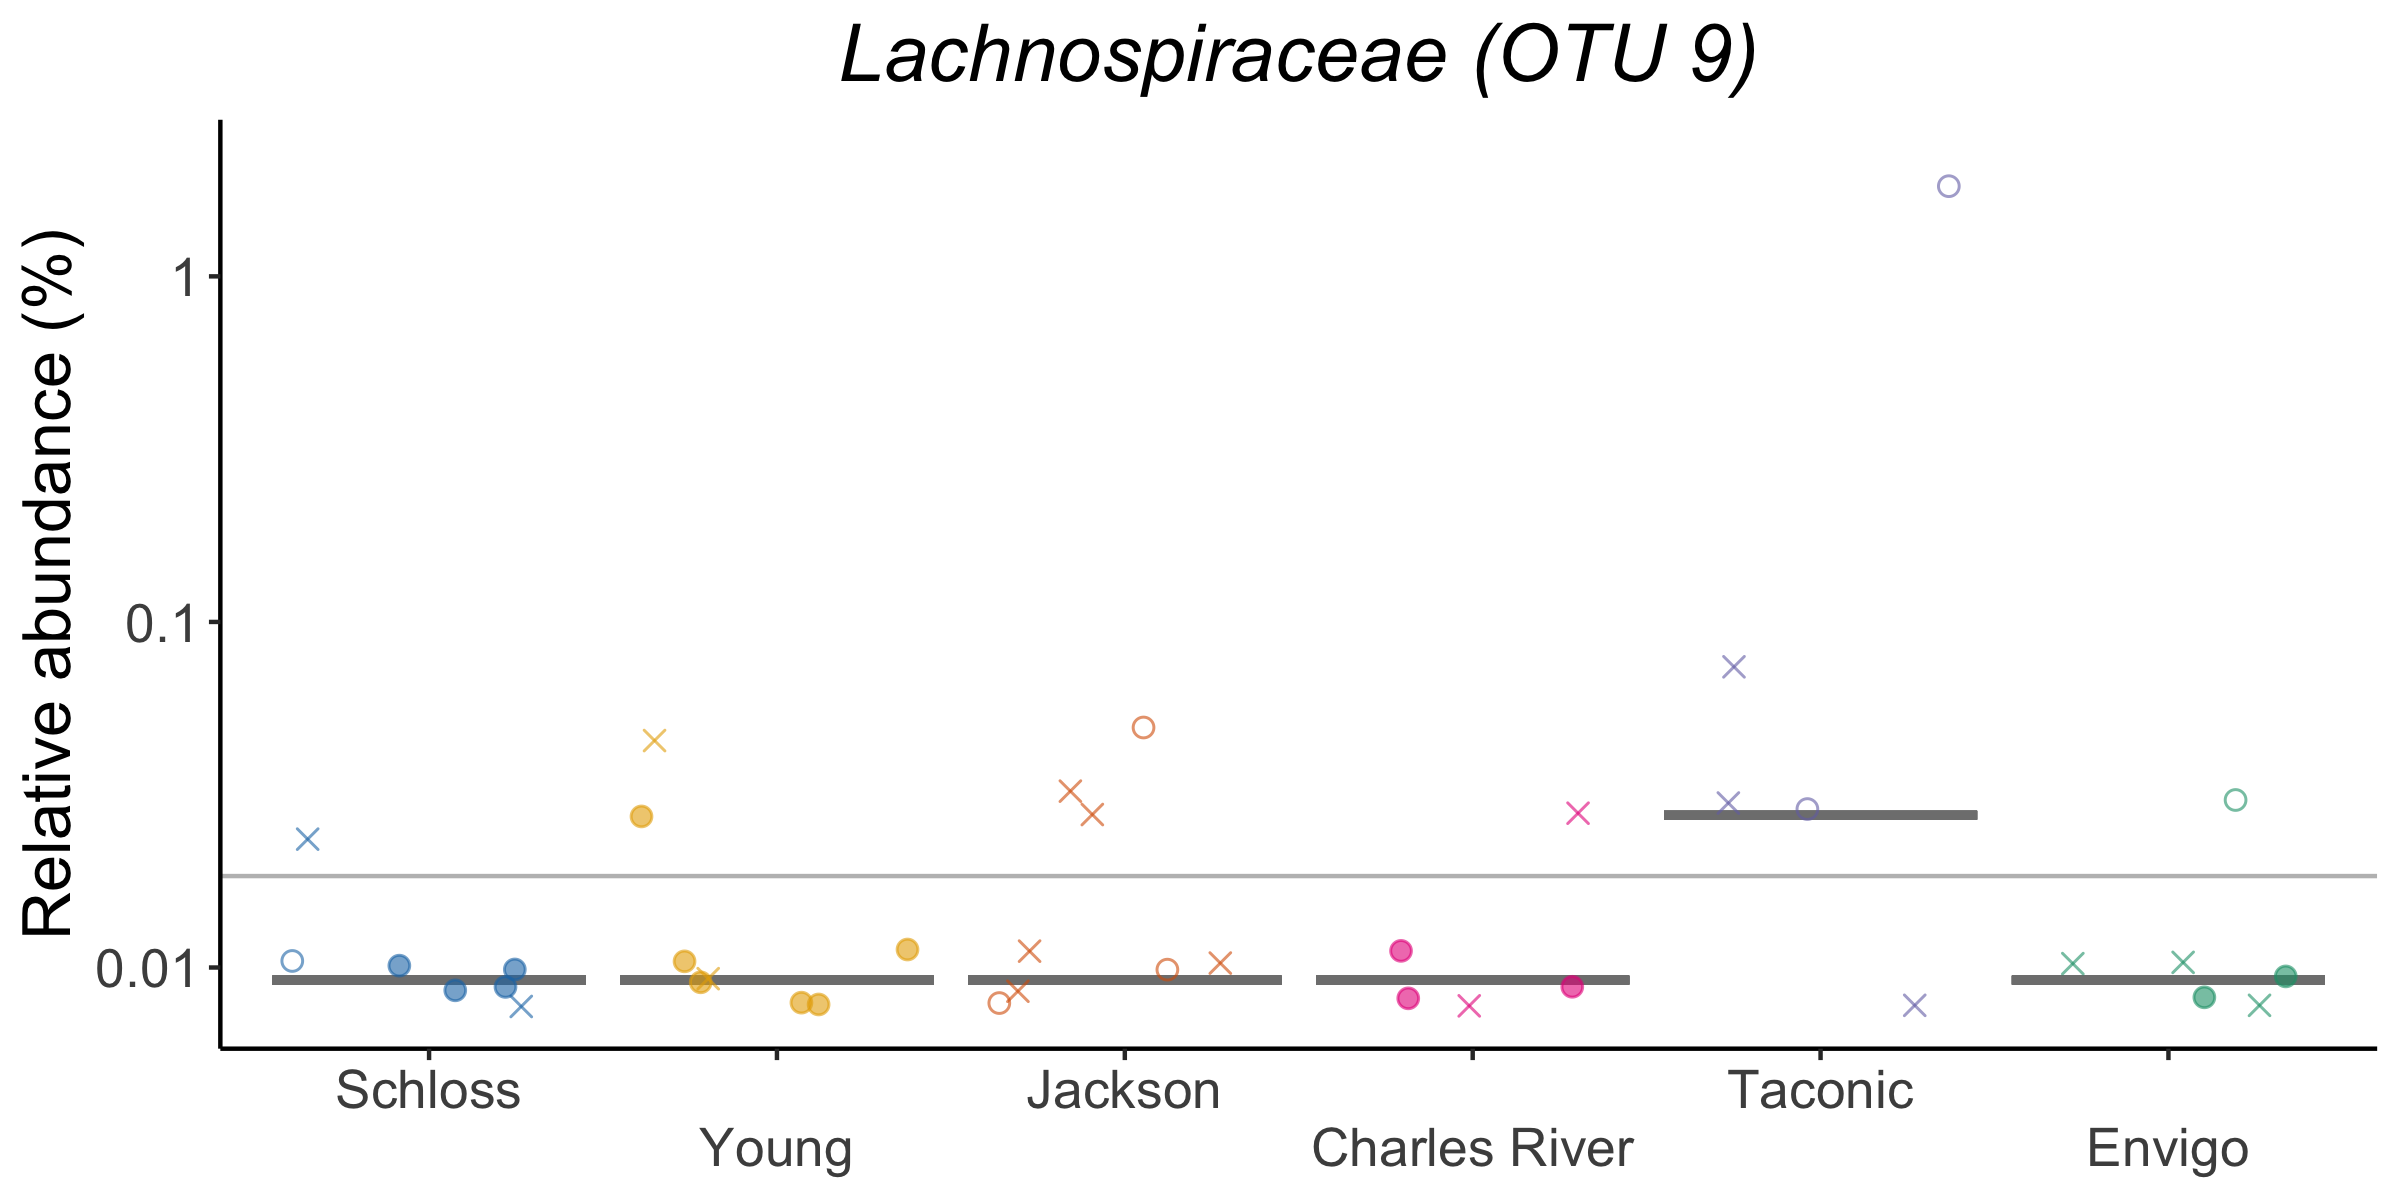 Lachnospiraceae (OTU 9)
Relative abundance (%)
1
0.1
0.01
Schloss
Young
Jackson
Charles River
Taconic
Envigo